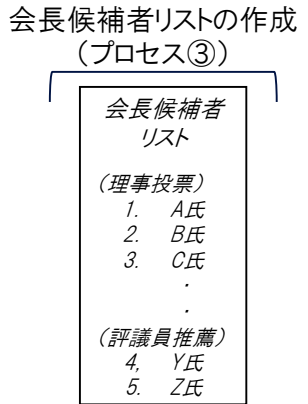 会長候補者リストの作成
（プロセス③）
会長候補者
リスト
（理事投票）
1. A氏
2. B氏
3. C氏
・
・
（評議員推薦）
4, Y氏
5. Z氏